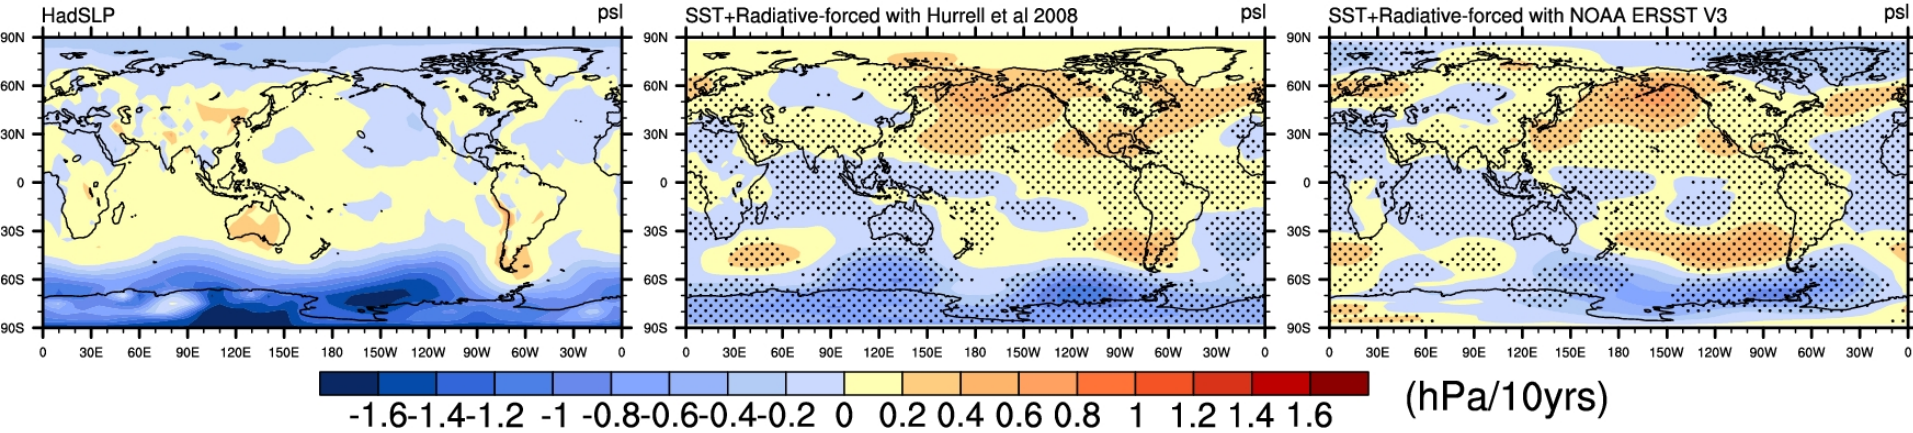 HadSLP psl
SST+Radiative-forced with Hurrell et al 2008 psl
SST+Radiative-forced with NOAA ERSST V3 psl
90N
60N
30N
0
30S
60S
90S
0 30E 60E 90E 120E 150E 180 150W 120W 90W 60W 30W 0
90N
60N
30N
0
30S
60S
90S
0 30E 60E 90E 120E 150E 180 150W 120W 90W 60W 30W 0
90N
60N
30N
0
30S
60S
90S
0 30E 60E 90E 120E 150E 180 150W 120W 90W 60W 30W 0
-1.6 -1.4 -1.2 -1 -0.8 -0.6 -0.4 -0.2 0 0.2 0.4 0.6 0.8 1 1.2 1.4 1.6 (hPa/10yrs)